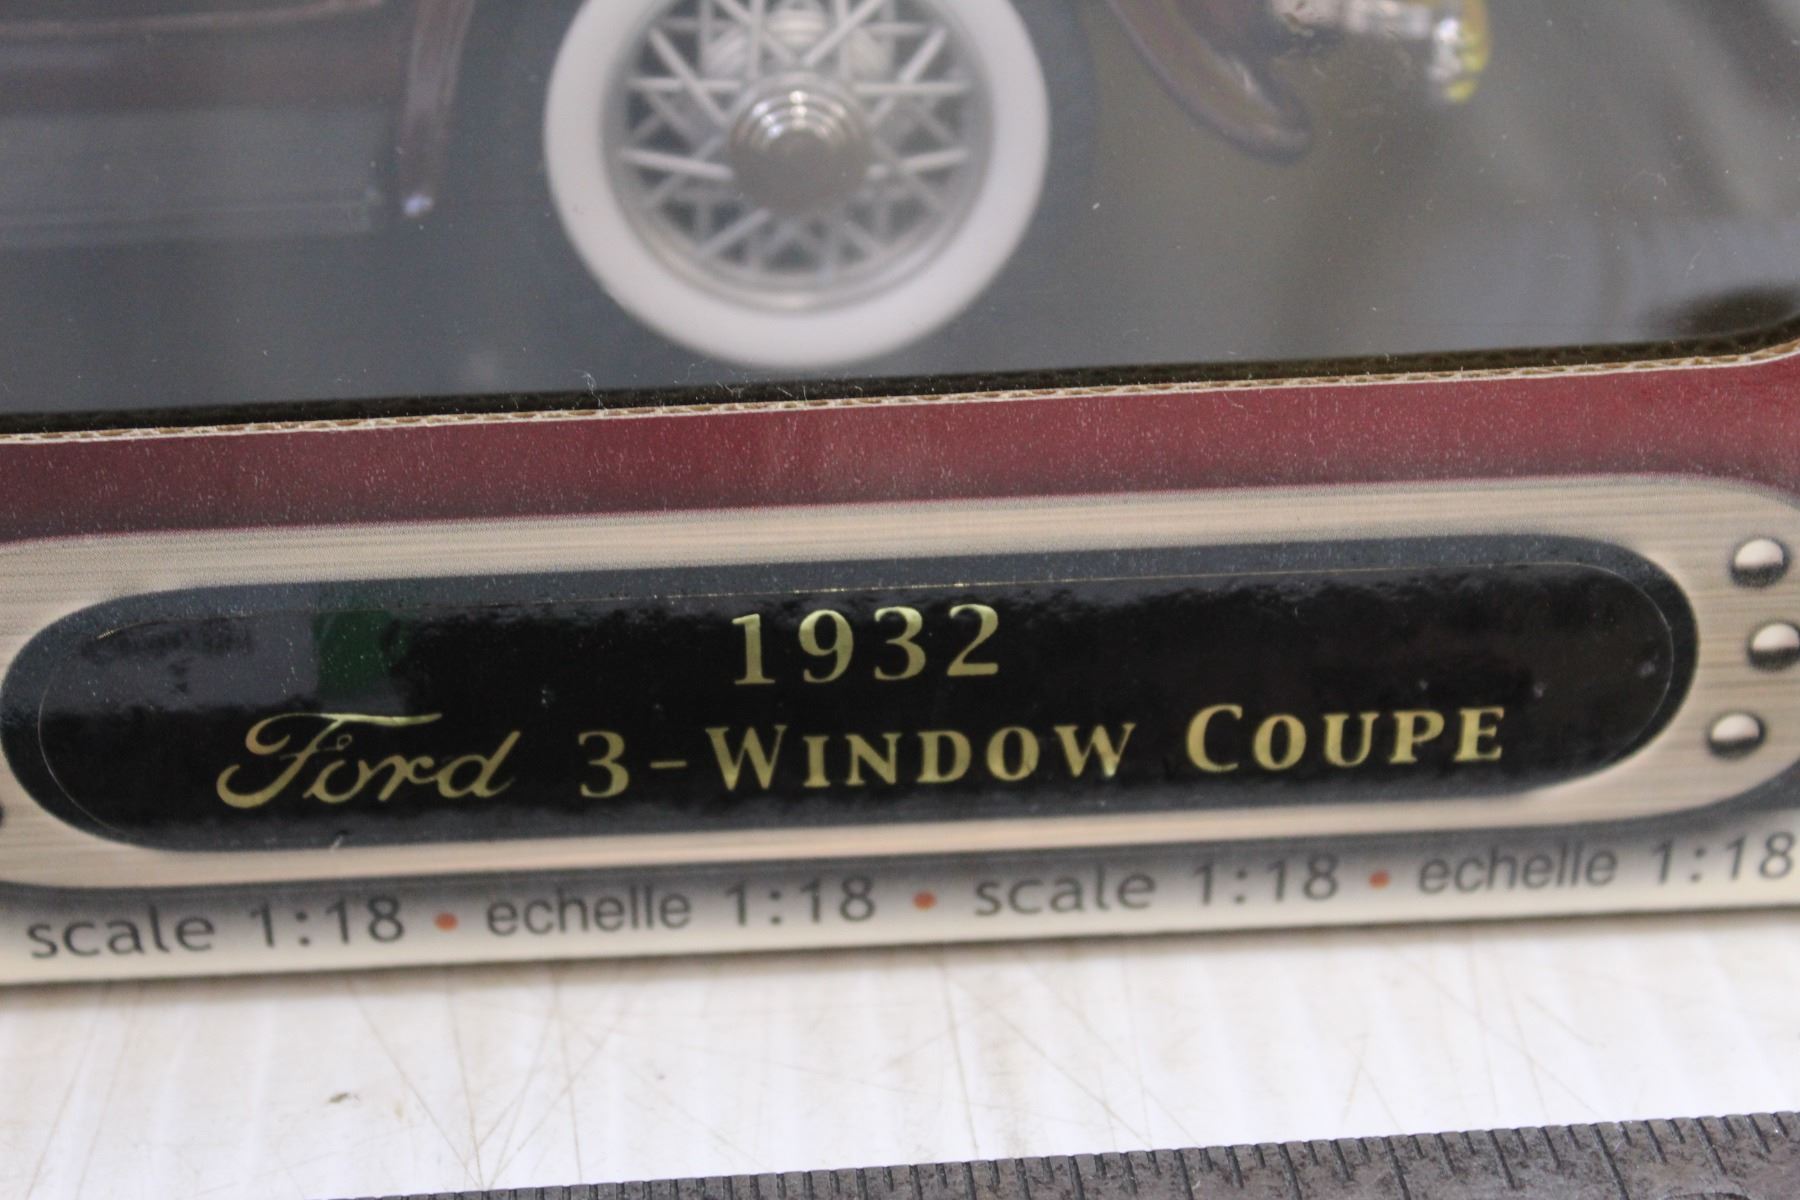 1932
Ford 3-WINDOW COUPE
scale 1:18 • echelle 1:18 • scale 1:18 • echelle 1:18